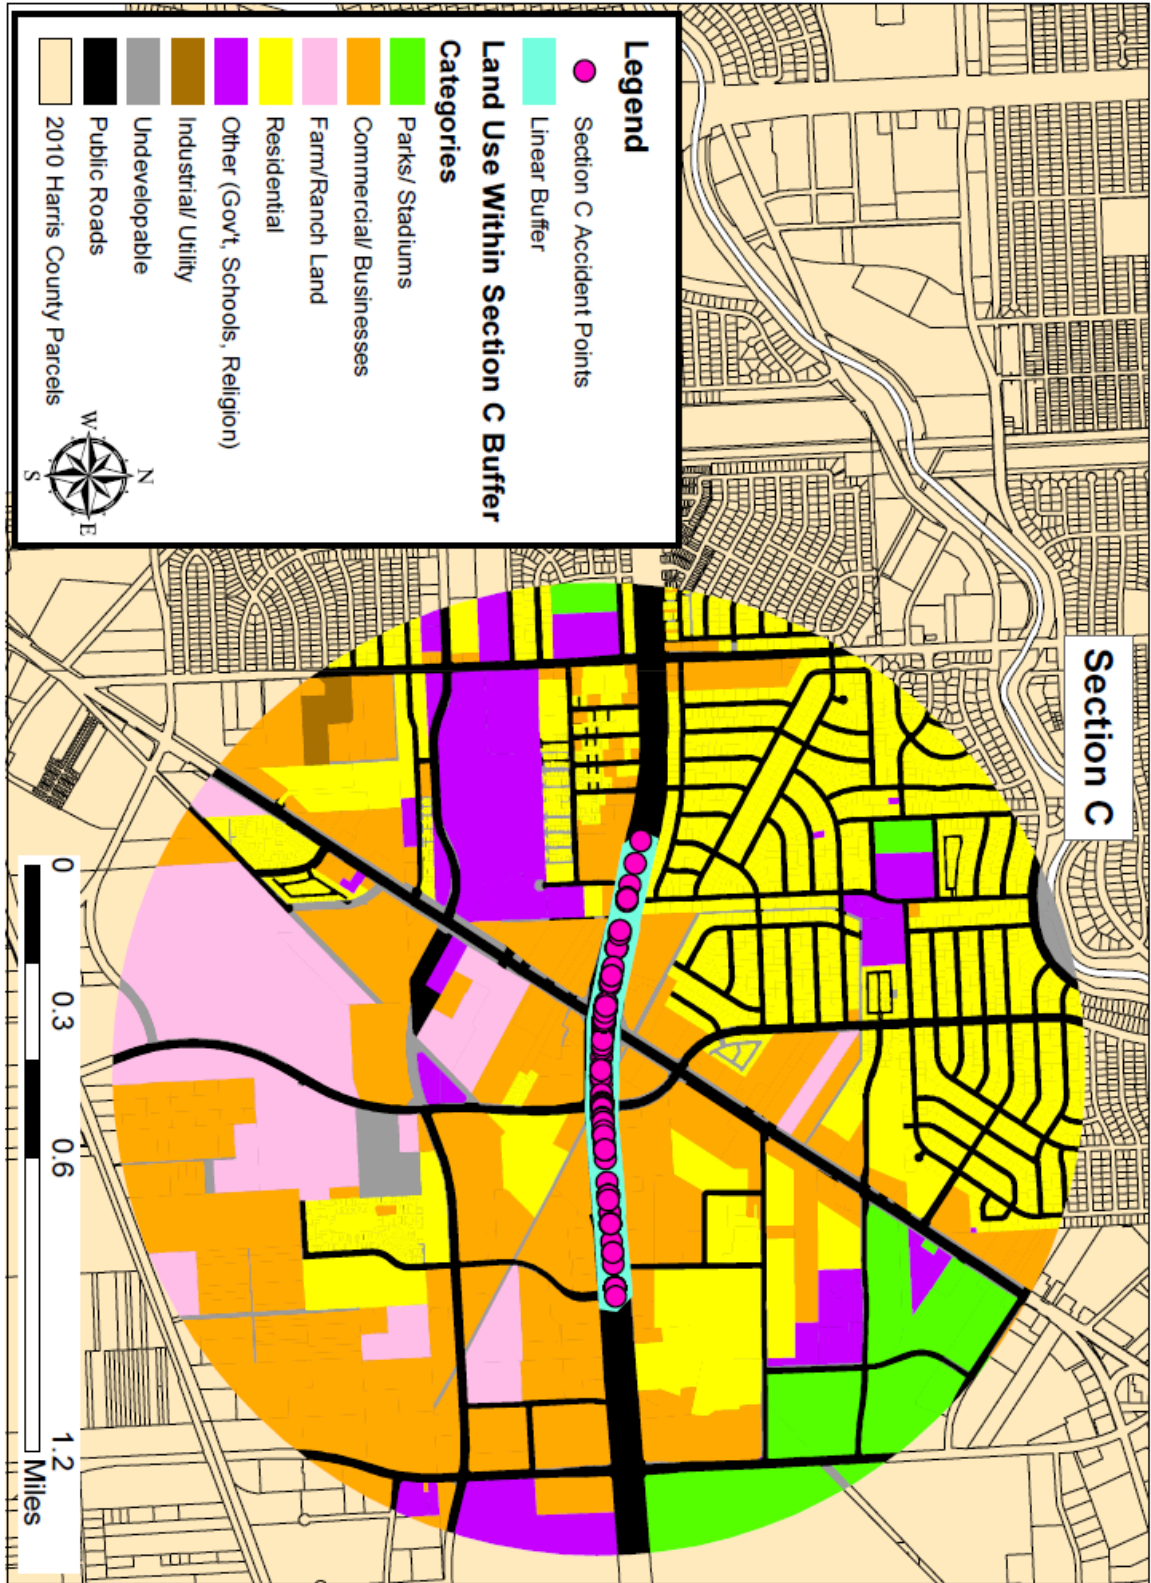 Section C
Legend
Section C Accident Points
Linear Buffer
Land Use Within Section C Buffer
Categories
Parks/ Stadiums
Commercial/ Businesses
Farm/Ranch Land
Residential
Other (Gov't, Schools, Religion)
Industrial/ Utility
Undevelopable
Public Roads
2010 Harris County Parcels
N
W
E
S
0 0.3 0.6 1.2
Miles